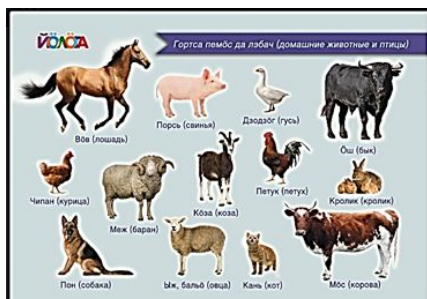 ЙÖЛÖГА
Гортса пемӧс да лэбач (домашние животные и птицы)
Вӧв (лошадь)
Порсь (свинья)
Дзодзӧг (гусь)
Ӧш (бык)
Чипан (курица)
Меж (баран)
Кӧза (коза)
Петук (петух)
Кролик (кролик)
Пон (собака)
Ыж, бальӧ (овца)
Кань (кот)
Мӧс (корова)